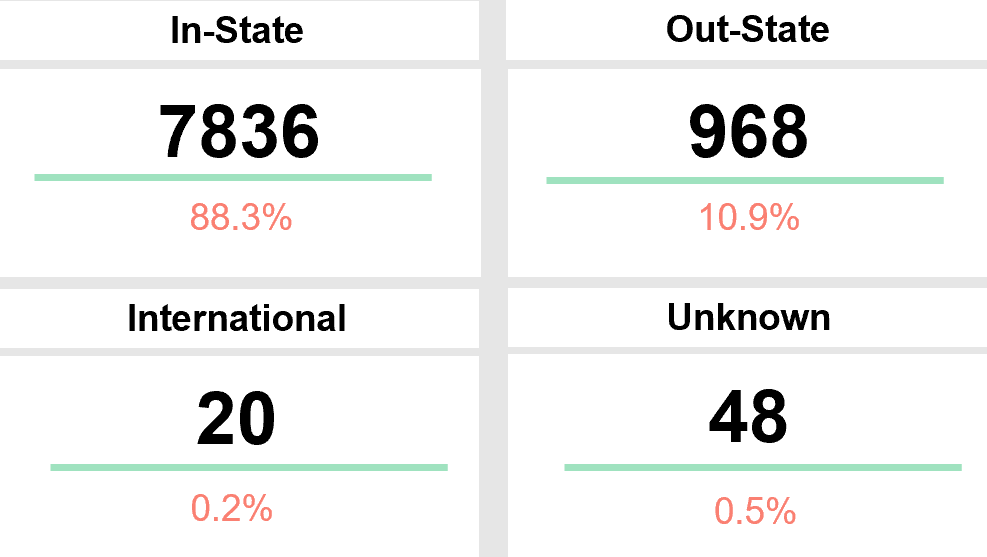 In-State
7836
88.3%
Out-State
968
10.9%
International
20
0.2%
Unknown
48
0.5%